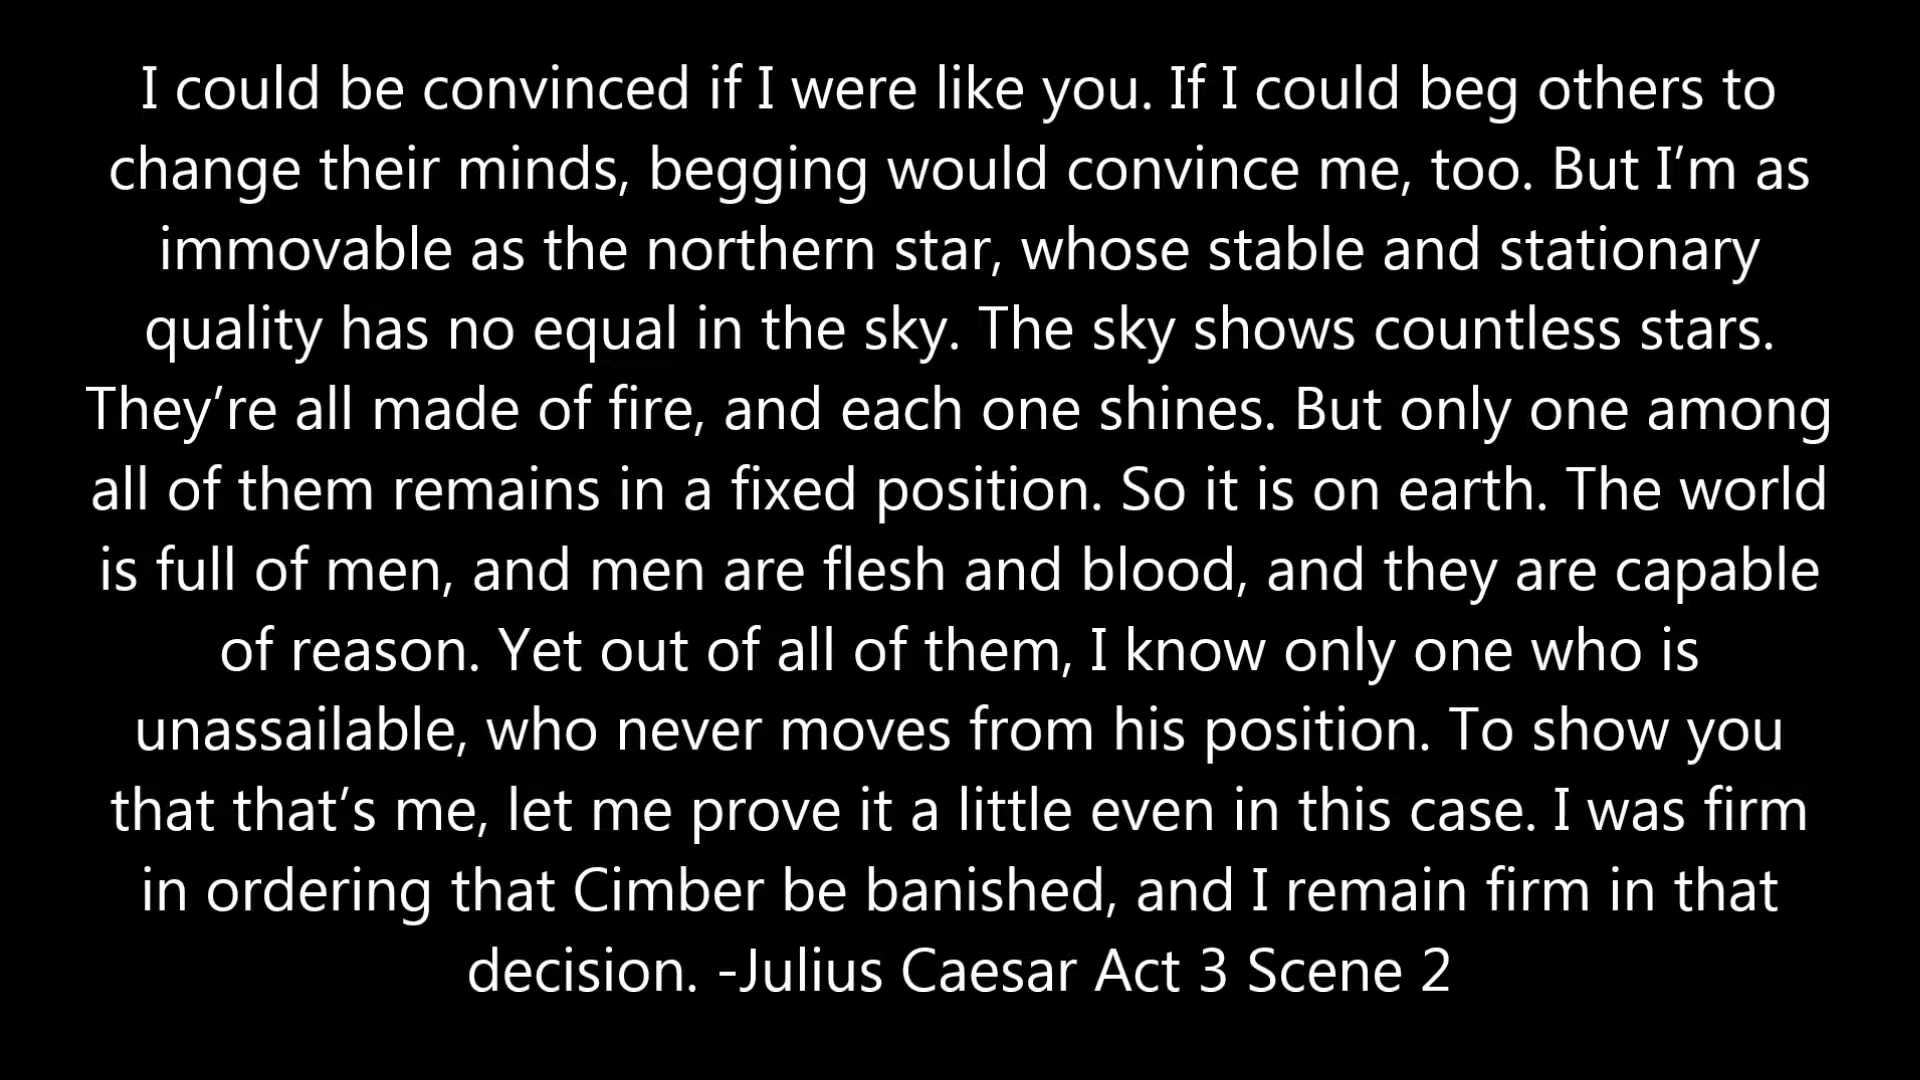 I could be convinced if I were like you. If I could beg others to
change their minds, begging would convince me, too. But I’m as
immovable as the northern star, whose stable and stationary
quality has no equal in the sky. The sky shows countless stars.
They’re all made of fire, and each one shines. But only one among
all of them remains in a fixed position. So it is on earth. The world
is full of men, and men are flesh and blood, and they are capable
of reason. Yet out of all of them, I know only one who is
unassailable, who never moves from his position. To show you
that that’s me, let me prove it a little even in this case. I was firm
in ordering that Cimber be banished, and I remain firm in that
decision. -Julius Caesar Act 3 Scene 2